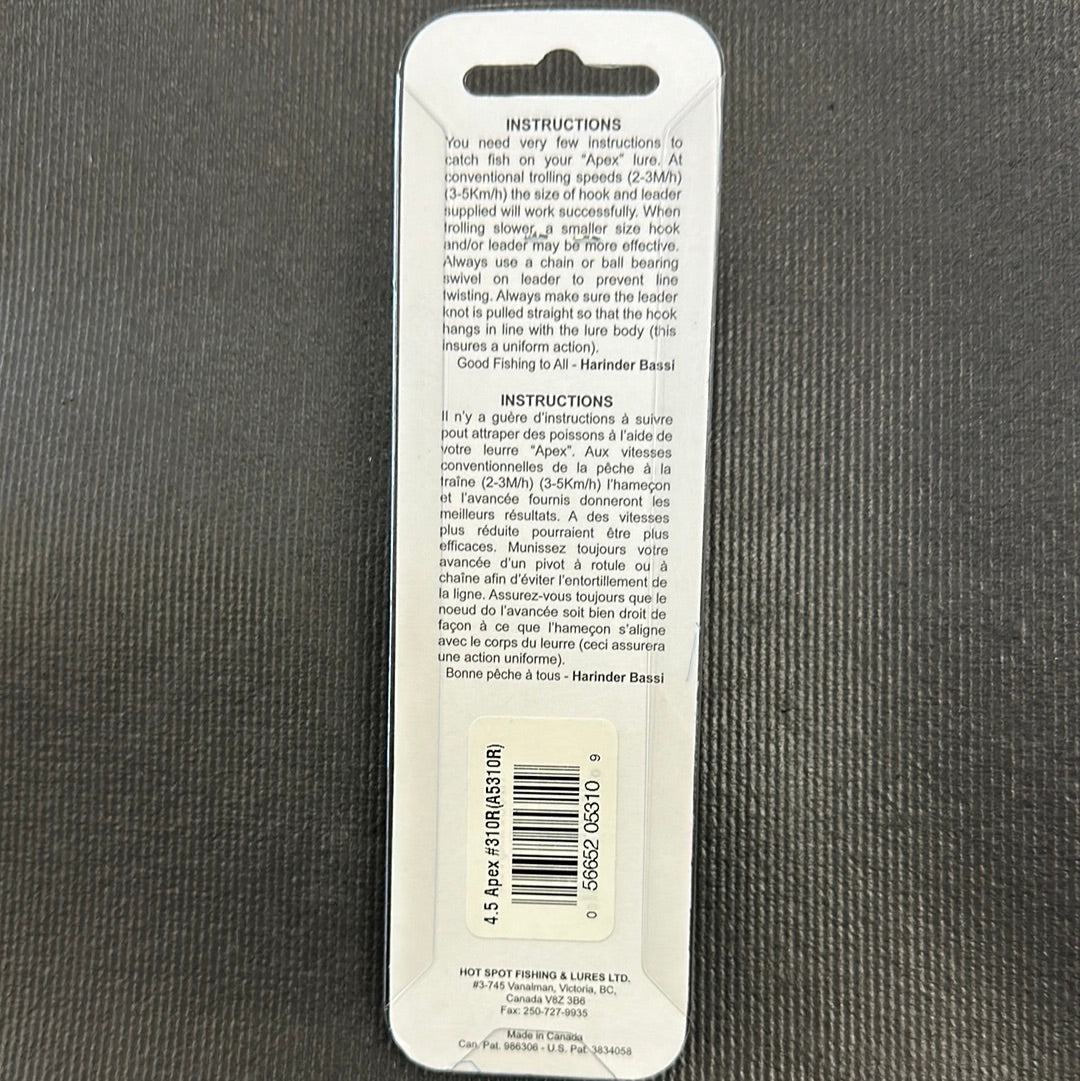 INSTRUCTIONS
You need very few instructions to
catch fish on your "Apex" lure. At
conventional trolling speeds (2-3M/h)
(3-5Km/h) the size of hook and leader
supplied will work successfully. When
trolling slower, a smaller size hook
and/or leader may be more effective.
Always use a chain or ball bearing
swivel on leader to prevent line
twisting. Always make sure the leader
knot is pulled straight so that the hook
hangs in line with the lure body (this
insures a uniform action).
Good Fishing to All - Harinder Bassi
INSTRUCTIONS
Il n'y a guère d'instructions à suivre
pout attraper des poissons à l'aide de
votre leurre "Apex". Aux vitesses
conventionnelles de la pêche à la
traîne (2-3M/h) (3-5Km/h) l'hameçon
et l'avancée fournis donneront les
meilleurs résultats. A des vitesses
plus réduite pourraient être plus
efficaces. Munissez toujours votre
avancée d'un pivot à rotule ou à
chaîne afin d'éviter l'entortillement de
la ligne. Assurez-vous toujours que le
noeud do l'avancée soit bien droit de
façon à ce que l'hameçon s'aligne
avec le corps du leurre (ceci assurera
une action uniforme).
Bonne pêche à tous - Harinder Bassi
4.5 Apex #310R(A5310R)
0 56652 05310 9
HOT SPOT FISHING & LURES LTD.
#3-745 Vanalman, Victoria, BC,
Canada V8Z 3B6
Fax: 250-727-9935
Made in Canada
Can. Pat. 986306 - U.S. Pat. 3834058